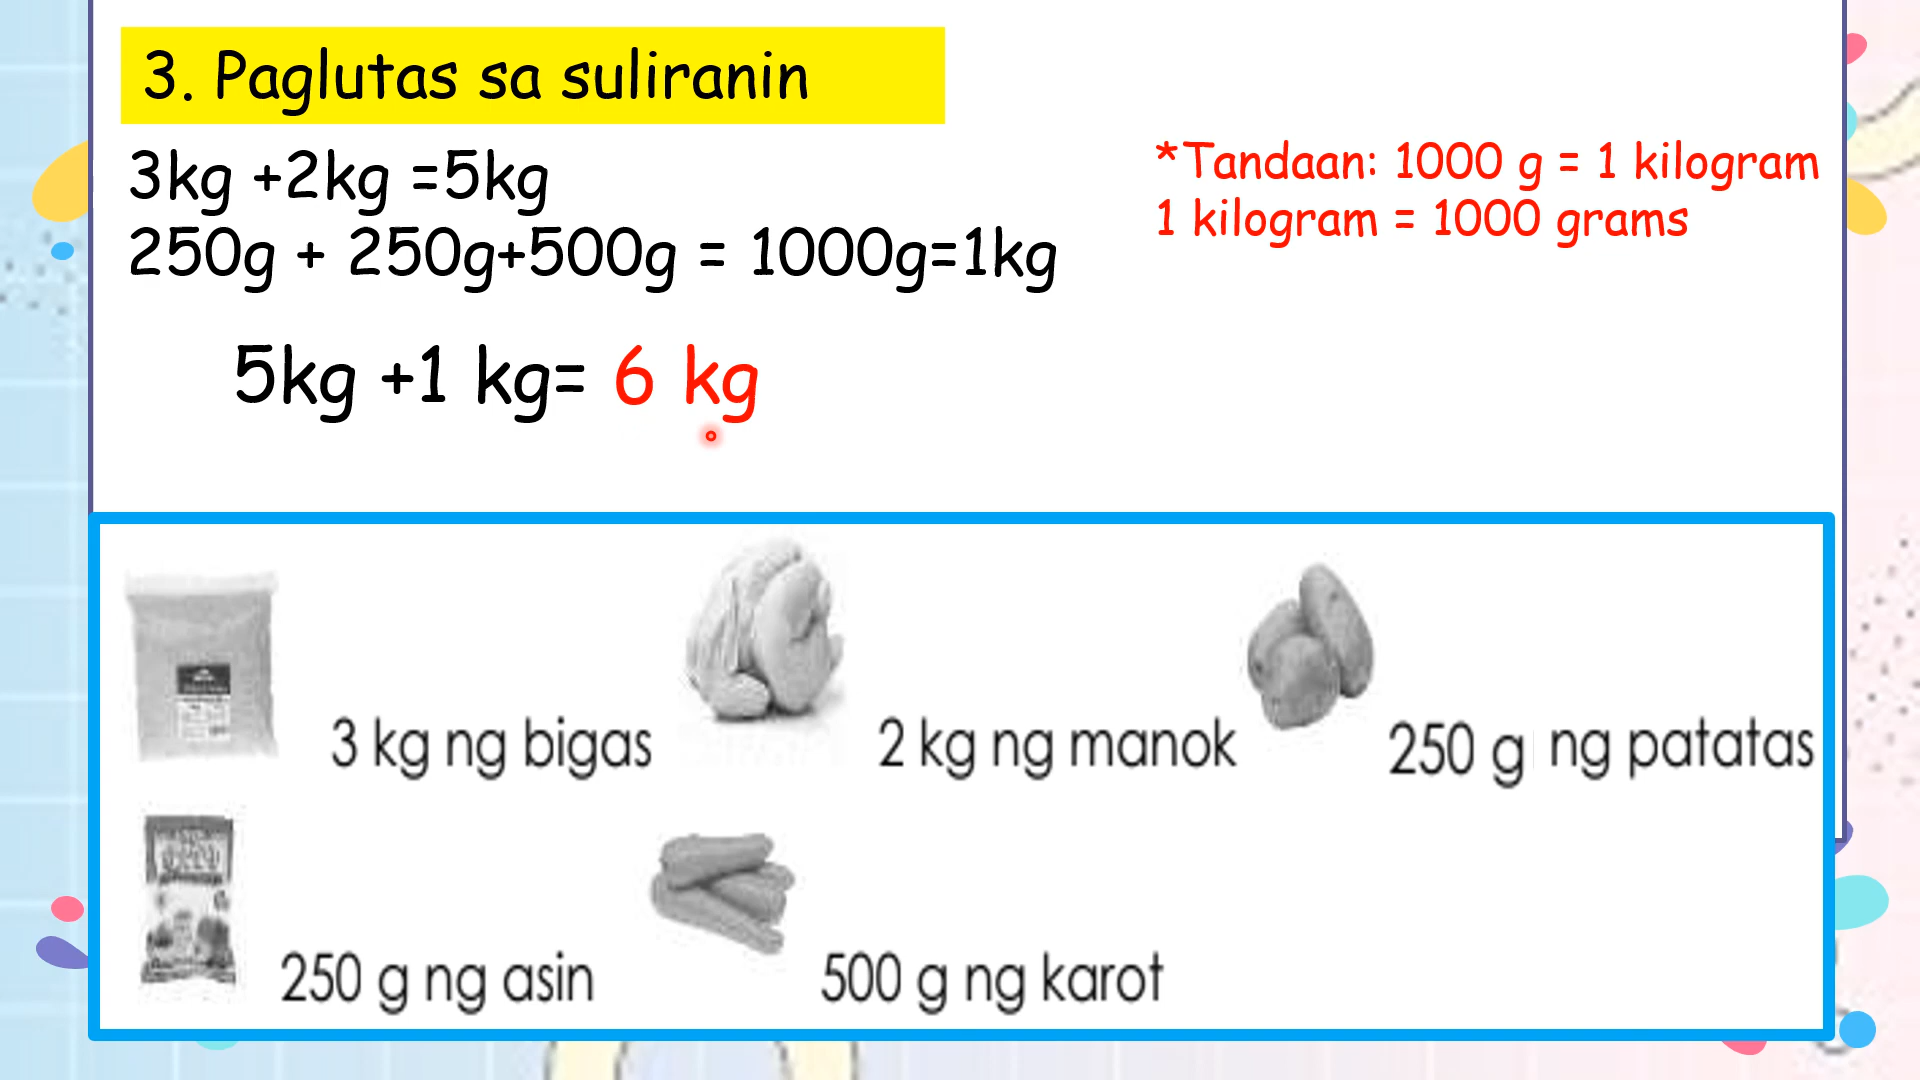 3. Paglutas sa suliranin
3kg +2kg =5kg
250g + 250g+500g = 1000g=1kg
5kg +1 kg= 6 kg
*Tandaan: 1000 g = 1 kilogram
1 kilogram = 1000 grams
3 kg ng bigas
2 kg ng manok
250 g ng patatas
250 g ng asin
500 g ng karot